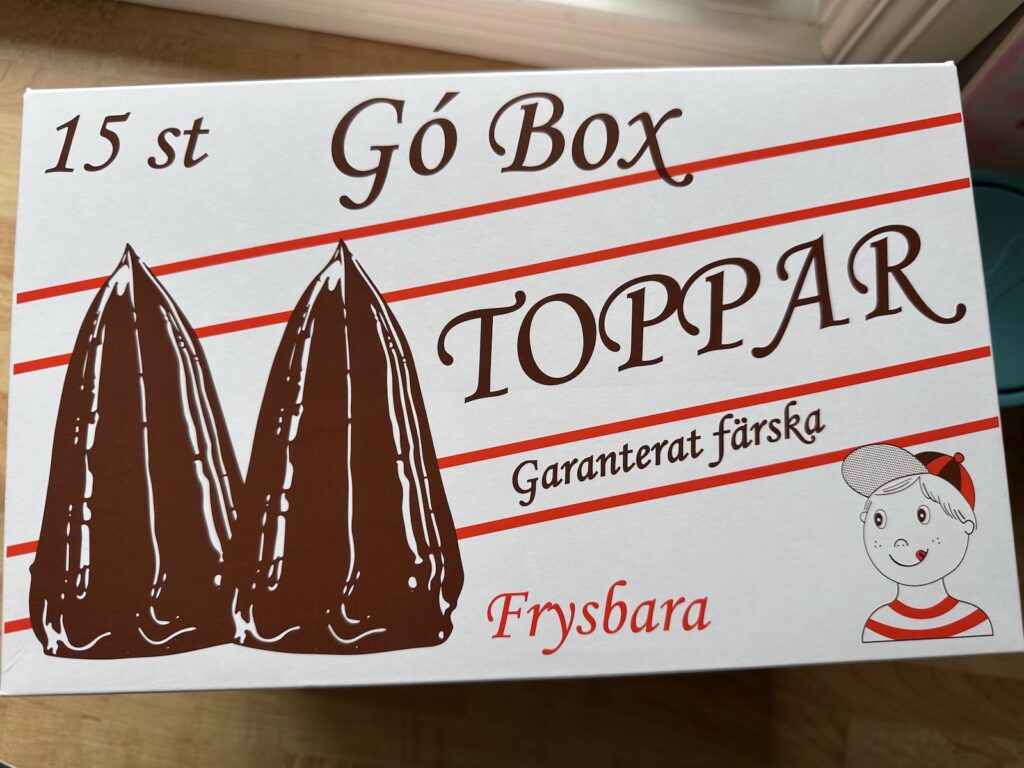 15 st
Gó Box
TOPPAR
Garanterat färska
Frysbara